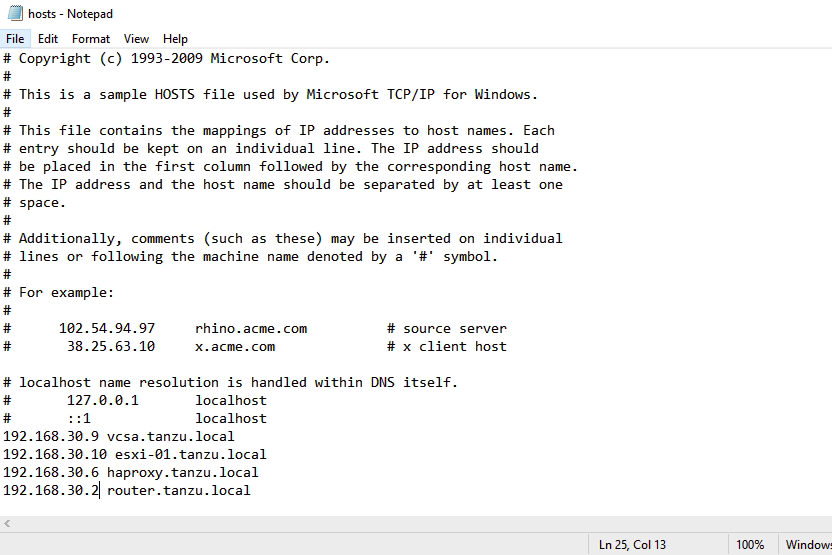 hosts - Notepad
File Edit Format View Help
# Copyright (c) 1993-2009 Microsoft Corp.
#
# This is a sample HOSTS file used by Microsoft TCP/IP for Windows.
#
# This file contains the mappings of IP addresses to host names. Each
# entry should be kept on an individual line. The IP address should
# be placed in the first column followed by the corresponding host name.
# The IP address and the host name should be separated by at least one
# space.
#
# Additionally, comments (such as these) may be inserted on individual
# lines or following the machine name denoted by a '#' symbol.
#
# For example:
#
#      102.54.94.97     rhino.acme.com          # source server
#       38.25.63.10     x.acme.com              # x client host
# localhost name resolution is handled within DNS itself.
#       127.0.0.1       localhost
#       ::1             localhost
192.168.30.9 vcsa.tanzu.local
192.168.30.10 esxi-01.tanzu.local
192.168.30.6 haproxy.tanzu.local
192.168.30.2 router.tanzu.local
Ln 25, Col 13 100% Windows